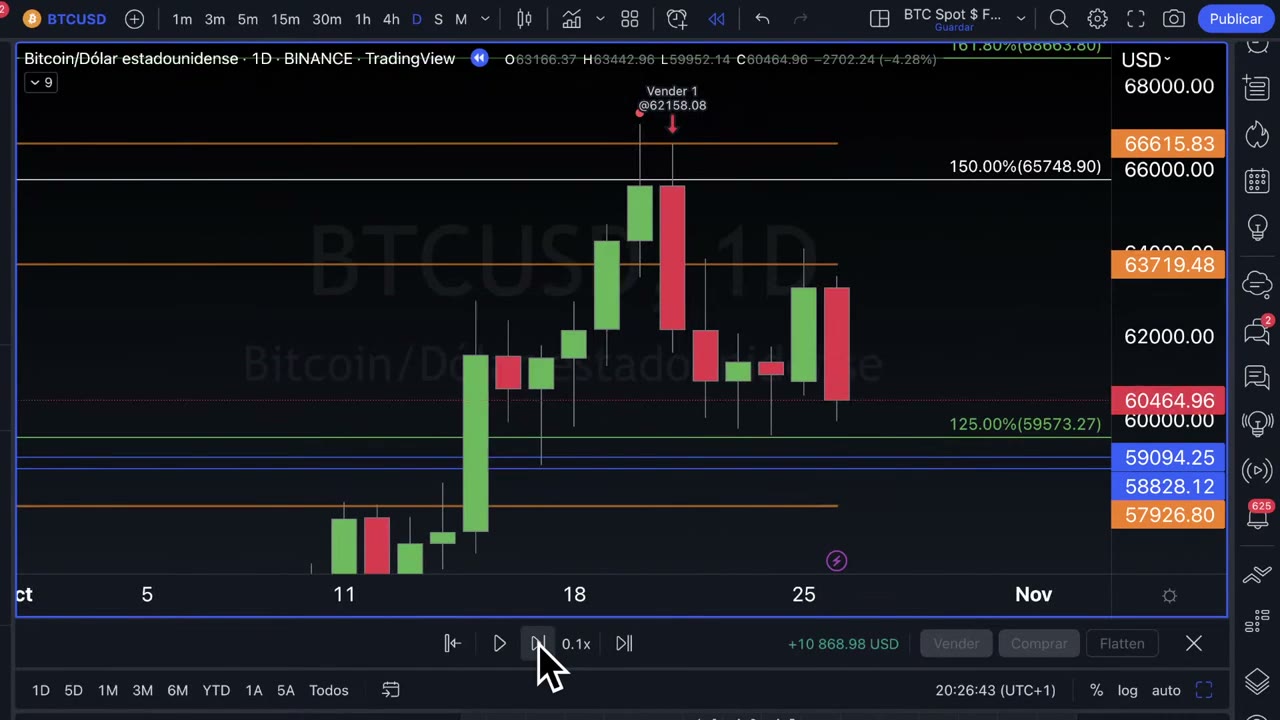 2
BTCUSD 1m 3m 5m 15m 30m 1h 4h D S M BTC Spot $ F... Guardar Publicar
Bitcoin/Dólar estadounidense · 1D · BINANCE · TradingView O63166.37 H63442.96 L59952.14 C60464.96 −2702.24 (−4.28%)
161.80%(68663.80)
USD
9
68000.00
Vender 1
@62158.08
66615.83
150.00%(65748.90)
66000.00
64000.00
63719.48
BTCUSD, 1D
62000.00
Bitcoin/Dólar estadounidense
60464.96
125.00%(59573.27)
60000.00
59094.25
58828.12
57926.80
2
625
ct 5 11 18 25 Nov
0.1x +10 868.98 USD Vender Comprar Flatten
1D 5D 1M 3M 6M YTD 1A 5A Todos 20:26:43 (UTC+1) % log auto